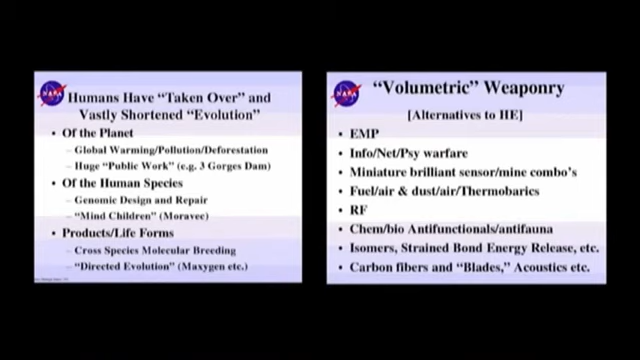 NASA
Humans Have “Taken Over” and
Vastly Shortened “Evolution”
• Of the Planet
– Global Warming/Pollution/Deforestation
– Huge “Public Work” (e.g. 3 Gorges Dam)
• Of the Human Species
– Genomic Design and Repair
– “Mind Children” (Moravec)
• Products/Life Forms
– Cross Species Molecular Breeding
– “Directed Evolution” (Maxygen etc.)
NASA
“Volumetric” Weaponry
[Alternatives to HE]
• EMP
• Info/Net/Psy warfare
• Miniature brilliant sensor/mine combo’s
• Fuel/air & dust/air/Thermobarics
• RF
• Chem/bio Antifunctionals/antifauna
• Isomers, Strained Bond Energy Release, etc.
• Carbon fibers and “Blades,” Acoustics etc.